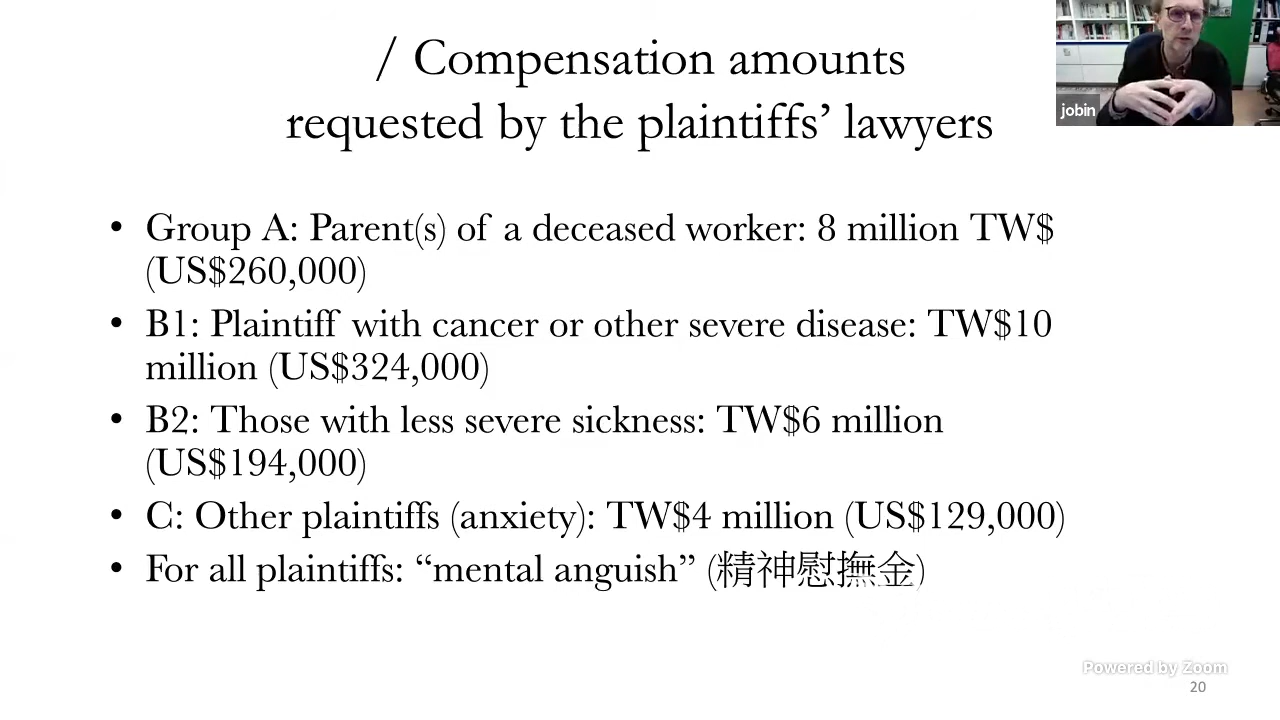 / Compensation amounts
requested by the plaintiffs’ lawyers
jobin
• Group A: Parent(s) of a deceased worker: 8 million TW$
(US$260,000)
• B1: Plaintiff with cancer or other severe disease: TW$10
million (US$324,000)
• B2: Those with less severe sickness: TW$6 million
(US$194,000)
• C: Other plaintiffs (anxiety): TW$4 million (US$129,000)
• For all plaintiffs: “mental anguish” (精神慰撫金)
Powered by Zoom
20